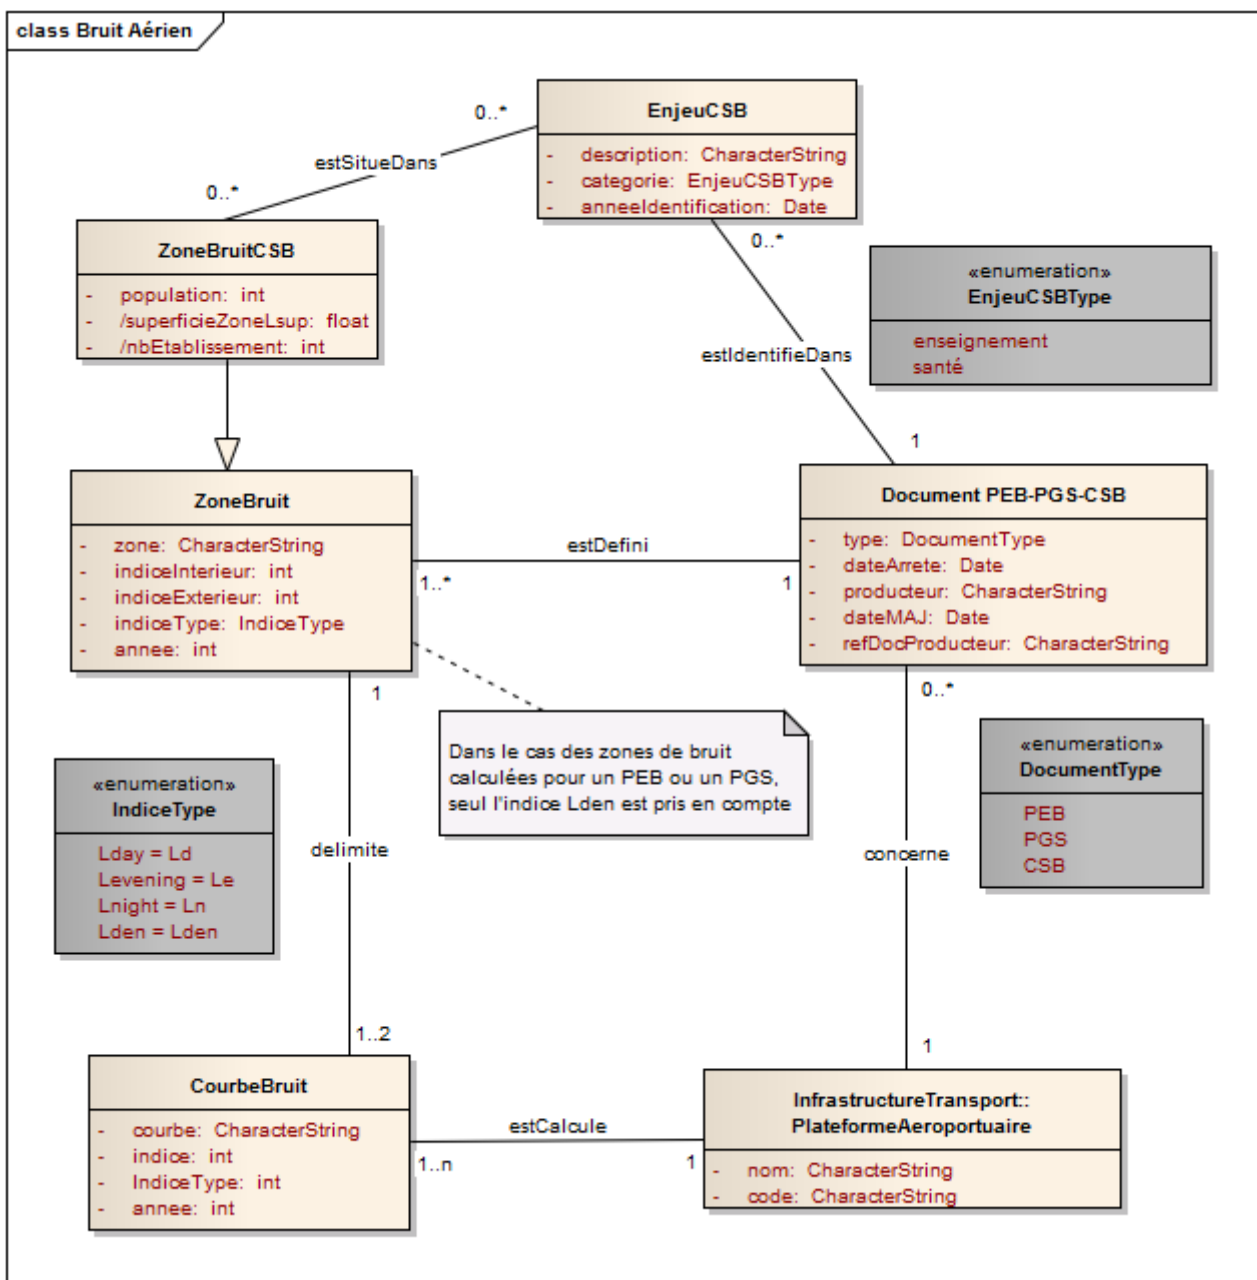 class Bruit Aérien
EnjeuCSB
- description: CharacterString
- categorie: EnjeuCSBType
- anneeIdentification: Date
0..*
estSitueDans
0..*
ZoneBruitCSB
- population: int
- /superficieZoneLsup: float
- /nbEtablissement: int
0..*
estIdentifieDans
1
«enumeration»
EnjeuCSBType
enseignement
santé
ZoneBruit
- zone: CharacterString
- indiceInterieur: int
- indiceExterieur: int
- indiceType: IndiceType
- annee: int
estDefini
1..*
1
Document PEB-PGS-CSB
- type: DocumentType
- dateArrete: Date
- producteur: CharacterString
- dateMAJ: Date
- refDocProducteur: CharacterString
1
0..*
Dans le cas des zones de bruit
calculées pour un PEB ou un PGS,
seul l'indice Lden est pris en compte
«enumeration»
DocumentType
PEB
PGS
CSB
«enumeration»
IndiceType
Lday = Ld
Levening = Le
Lnight = Ln
Lden = Lden
delimite
concerne
1..2
1
CourbeBruit
- courbe: CharacterString
- indice: int
- IndiceType: int
- annee: int
estCalcule
1..n
1
InfrastructureTransport::
PlateformeAeroportuaire
- nom: CharacterString
- code: CharacterString